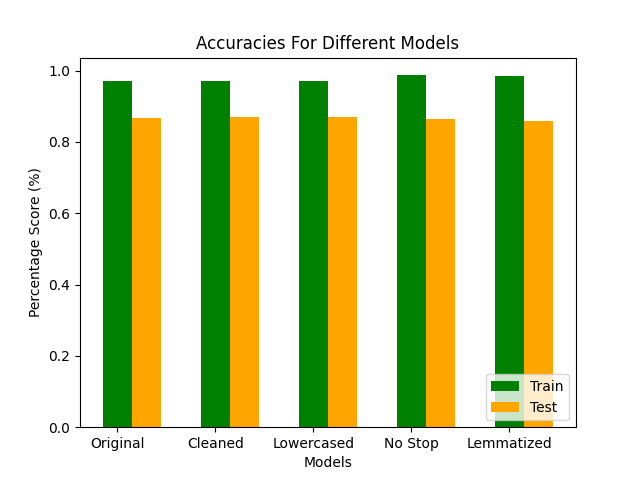 Accuracies For Different Models
Percentage Score (%)
1.0
0.8
0.6
0.4
0.2
0.0
Original Cleaned Lowercased No Stop Lemmatized
Models
Train
Test